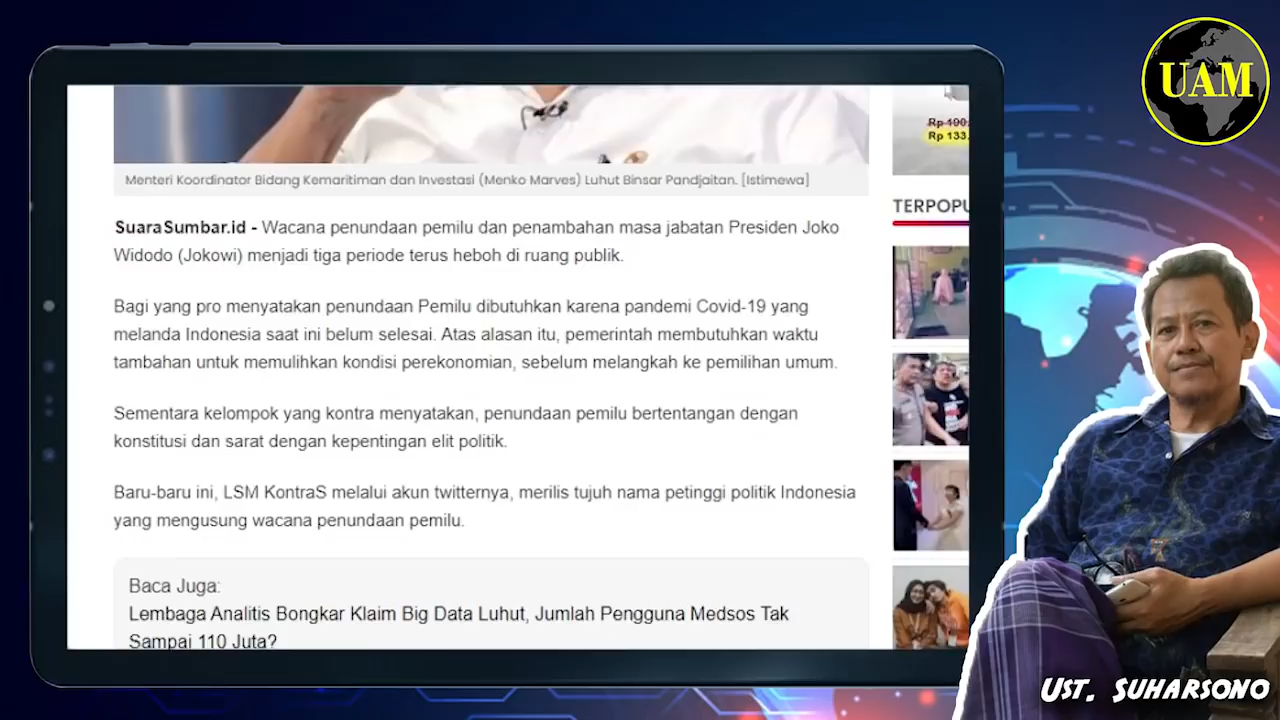 UAM
Rp 190.
Rp 133.
Menteri Koordinator Bidang Kemaritiman dan Investasi (Menko Marves) Luhut Binsar Pandjaitan. [Istimewa]
SuaraSumbar.id - Wacana penundaan pemilu dan penambahan masa jabatan Presiden Joko
Widodo (Jokowi) menjadi tiga periode terus heboh di ruang publik.
Bagi yang pro menyatakan penundaan Pemilu dibutuhkan karena pandemi Covid-19 yang
melanda Indonesia saat ini belum selesai. Atas alasan itu, pemerintah membutuhkan waktu
tambahan untuk memulihkan kondisi perekonomian, sebelum melangkah ke pemilihan umum.
Sementara kelompok yang kontra menyatakan, penundaan pemilu bertentangan dengan
konstitusi dan sarat dengan kepentingan elit politik.
Baru-baru ini, LSM KontraS melalui akun twitternya, merilis tujuh nama petinggi politik Indonesia
yang mengusung wacana penundaan pemilu.
Baca Juga:
Lembaga Analitis Bongkar Klaim Big Data Luhut, Jumlah Pengguna Medsos Tak
Sampai 110 Juta?
TERPOPU
UST. SUHARSONO